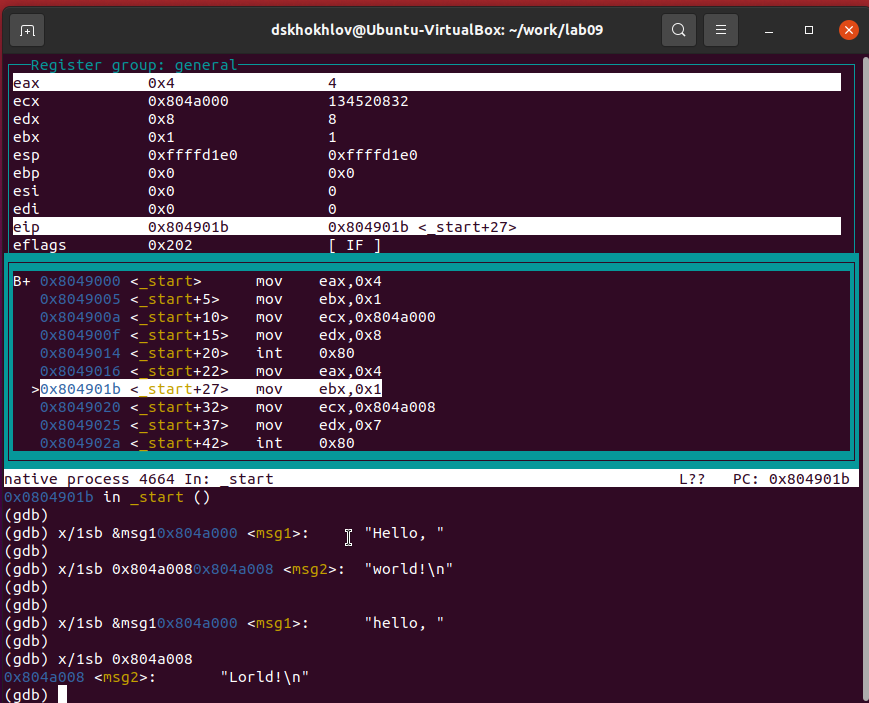 dskhokhlov@Ubuntu-VirtualBox: ~/work/lab09
Register group: general
eax 0x4 4
ecx 0x804a000 134520832
edx 0x8 8
ebx 0x1 1
esp 0xffffd1e0 0xffffd1e0
ebp 0x0 0x0
esi 0x0 0
edi 0x0 0
eip 0x804901b 0x804901b <_start+27>
eflags 0x202 [ IF ]
B+ 0x8049000 <_start> mov eax,0x4
0x8049005 <_start+5> mov ebx,0x1
0x804900a <_start+10> mov ecx,0x804a000
0x804900f <_start+15> mov edx,0x8
0x8049014 <_start+20> int 0x80
0x8049016 <_start+22> mov eax,0x4
>0x804901b <_start+27> mov ebx,0x1
0x8049020 <_start+32> mov ecx,0x804a008
0x8049025 <_start+37> mov edx,0x7
0x804902a <_start+42> int 0x80
native process 4664 In: _start L?? PC: 0x804901b
0x0804901b in _start ()
(gdb)
(gdb) x/1sb &msg10x804a000 <msg1>: "Hello, "
(gdb)
(gdb) x/1sb 0x804a0080x804a008 <msg2>: "world!\n"
(gdb)
(gdb)
(gdb) x/1sb &msg10x804a000 <msg1>: "hello, "
(gdb)
(gdb) x/1sb 0x804a008
0x804a008 <msg2>: "Lorld!\n"
(gdb)